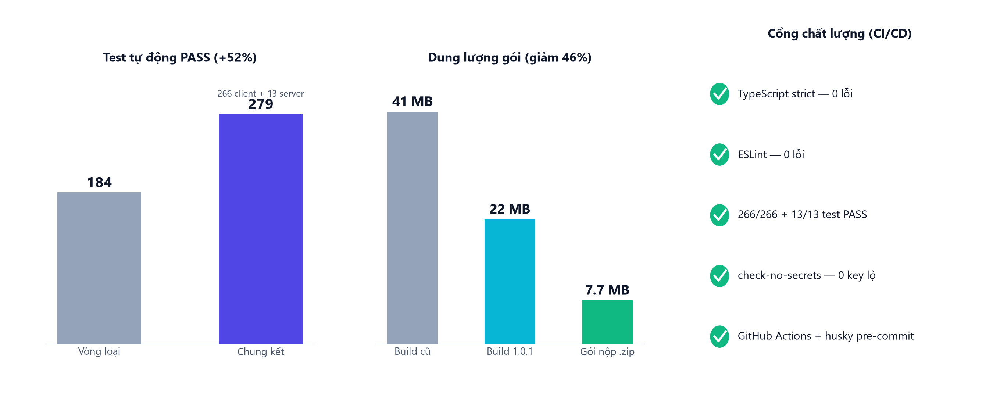 Test tự động PASS (+52%)
266 client + 13 server
279
184
Vòng loại
Chung kết
Dung lượng gói (giảm 46%)
41 MB
22 MB
7.7 MB
Build cũ
Build 1.0.1
Gói nộp .zip
Cổng chất lượng (CI/CD)
TypeScript strict — 0 lỗi
ESLint — 0 lỗi
266/266 + 13/13 test PASS
check-no-secrets — 0 key lộ
GitHub Actions + husky pre-commit